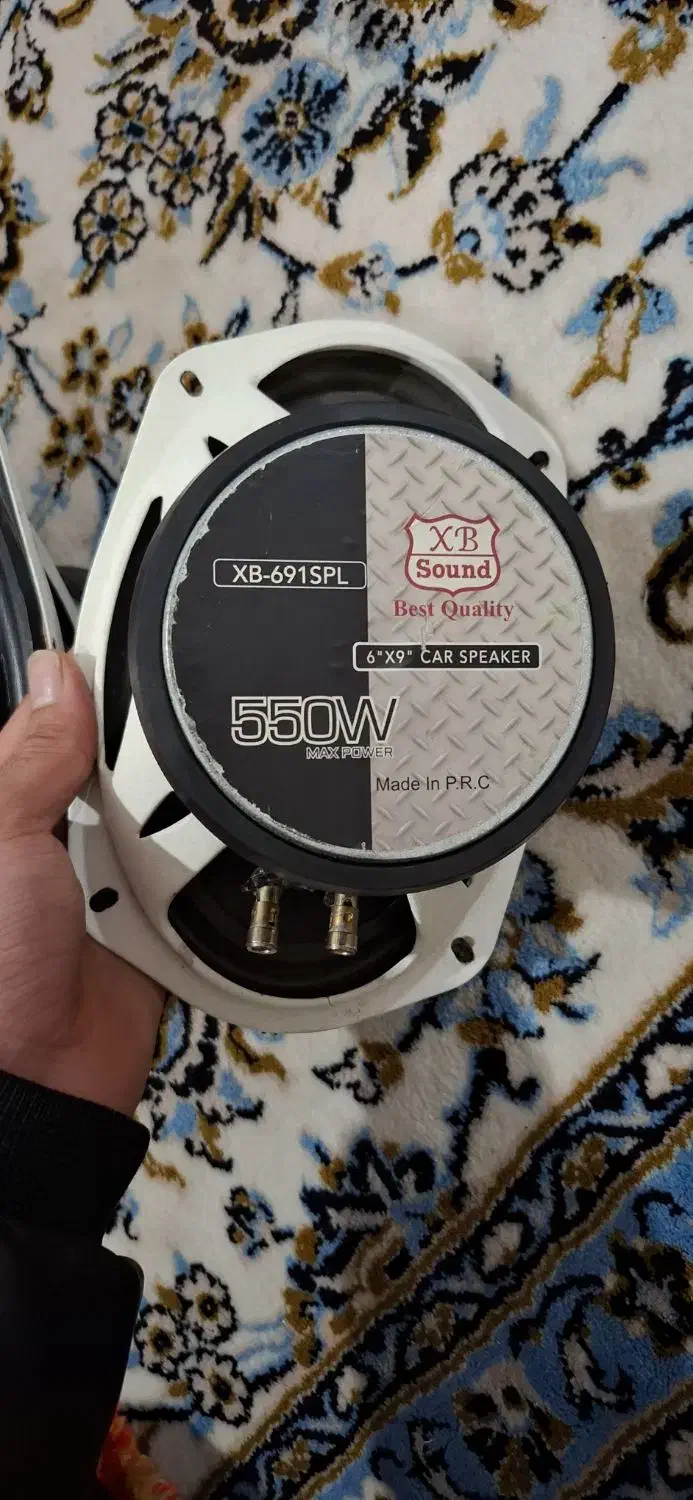 XB
Sound
Best Quality
XB-691SPL
6"X9" CAR SPEAKER
550W
MAX POWER
Made In P.R.C